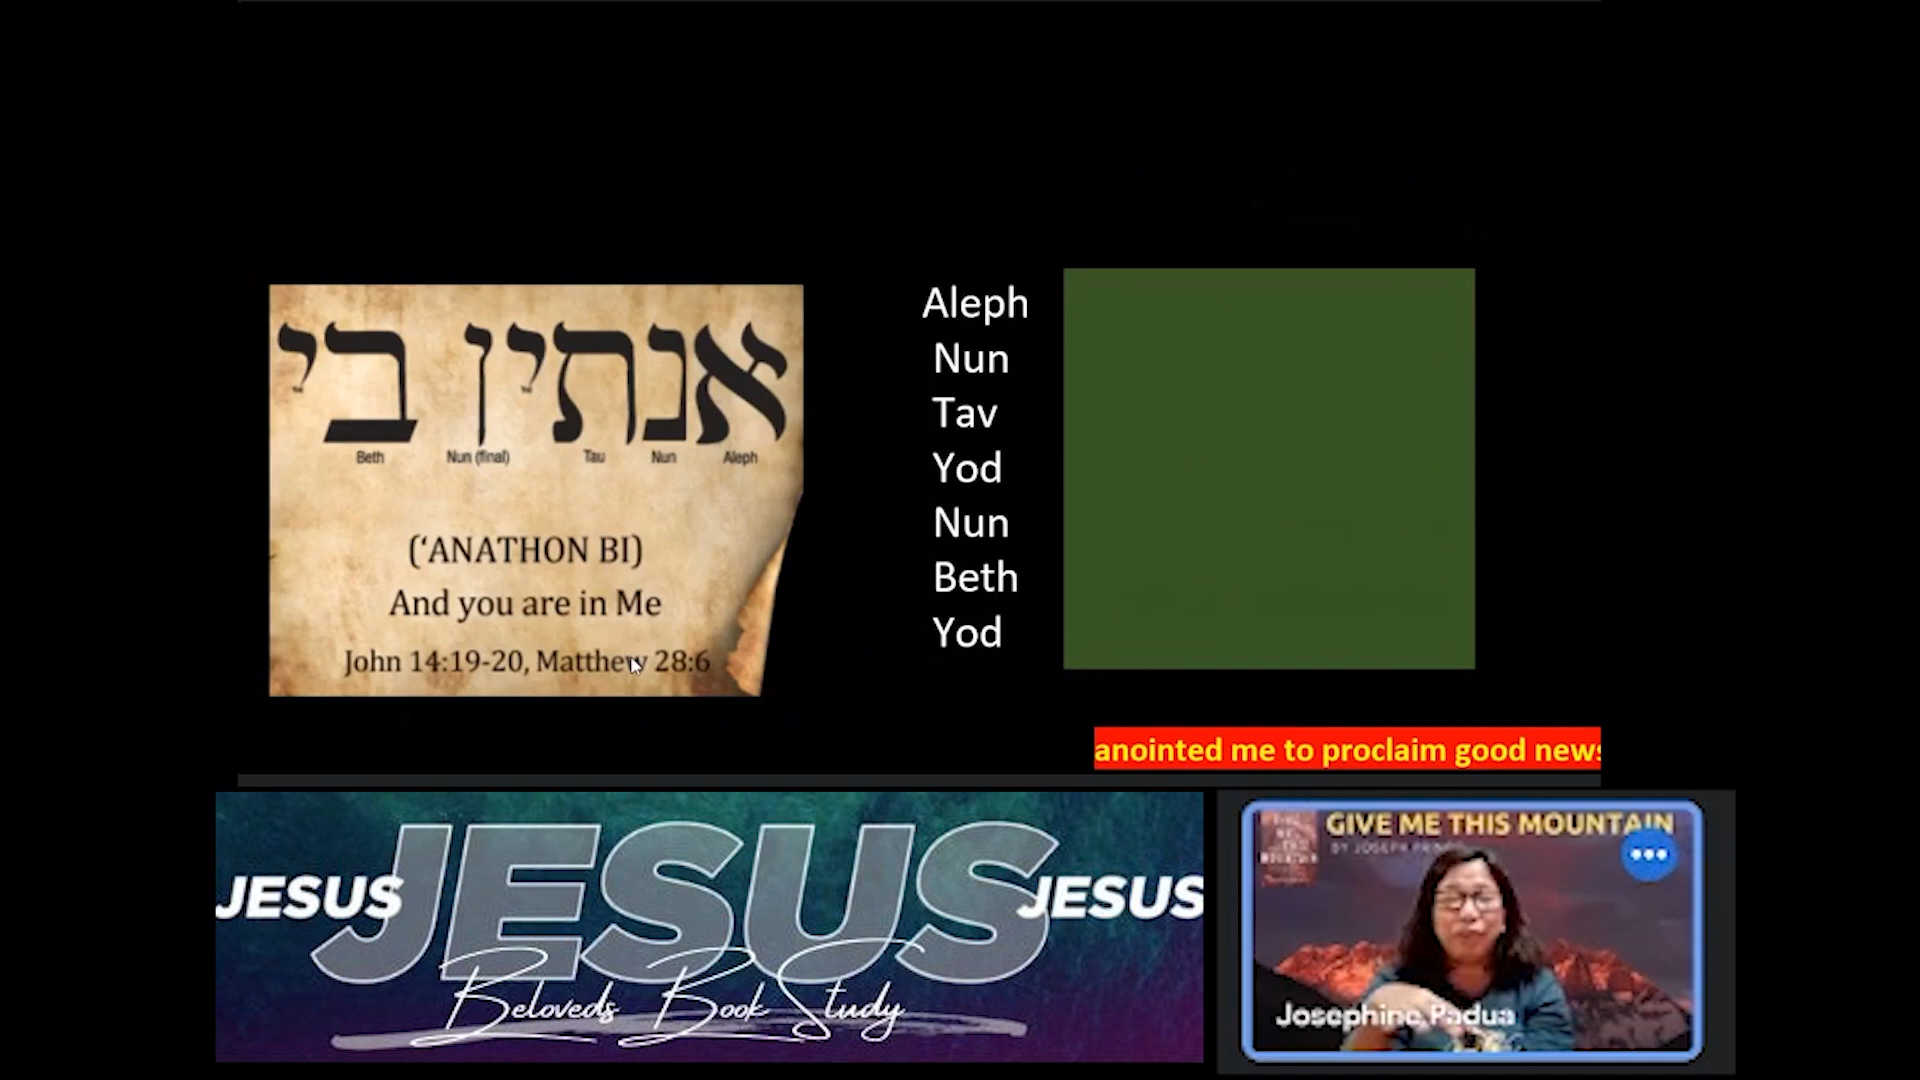 אנתין בי
Beth Nun (final) Tau Nun Aleph
(‘ANATHON BI)
And you are in Me
John 14:19-20, Matthew 28:6
Aleph
Nun
Tav
Yod
Nun
Beth
Yod
anointed me to proclaim good news
JESUS JESUS JESUS
Beloveds Book Study
GIVE ME THIS MOUNTAIN
BY JOSEPH
Josephine Padua